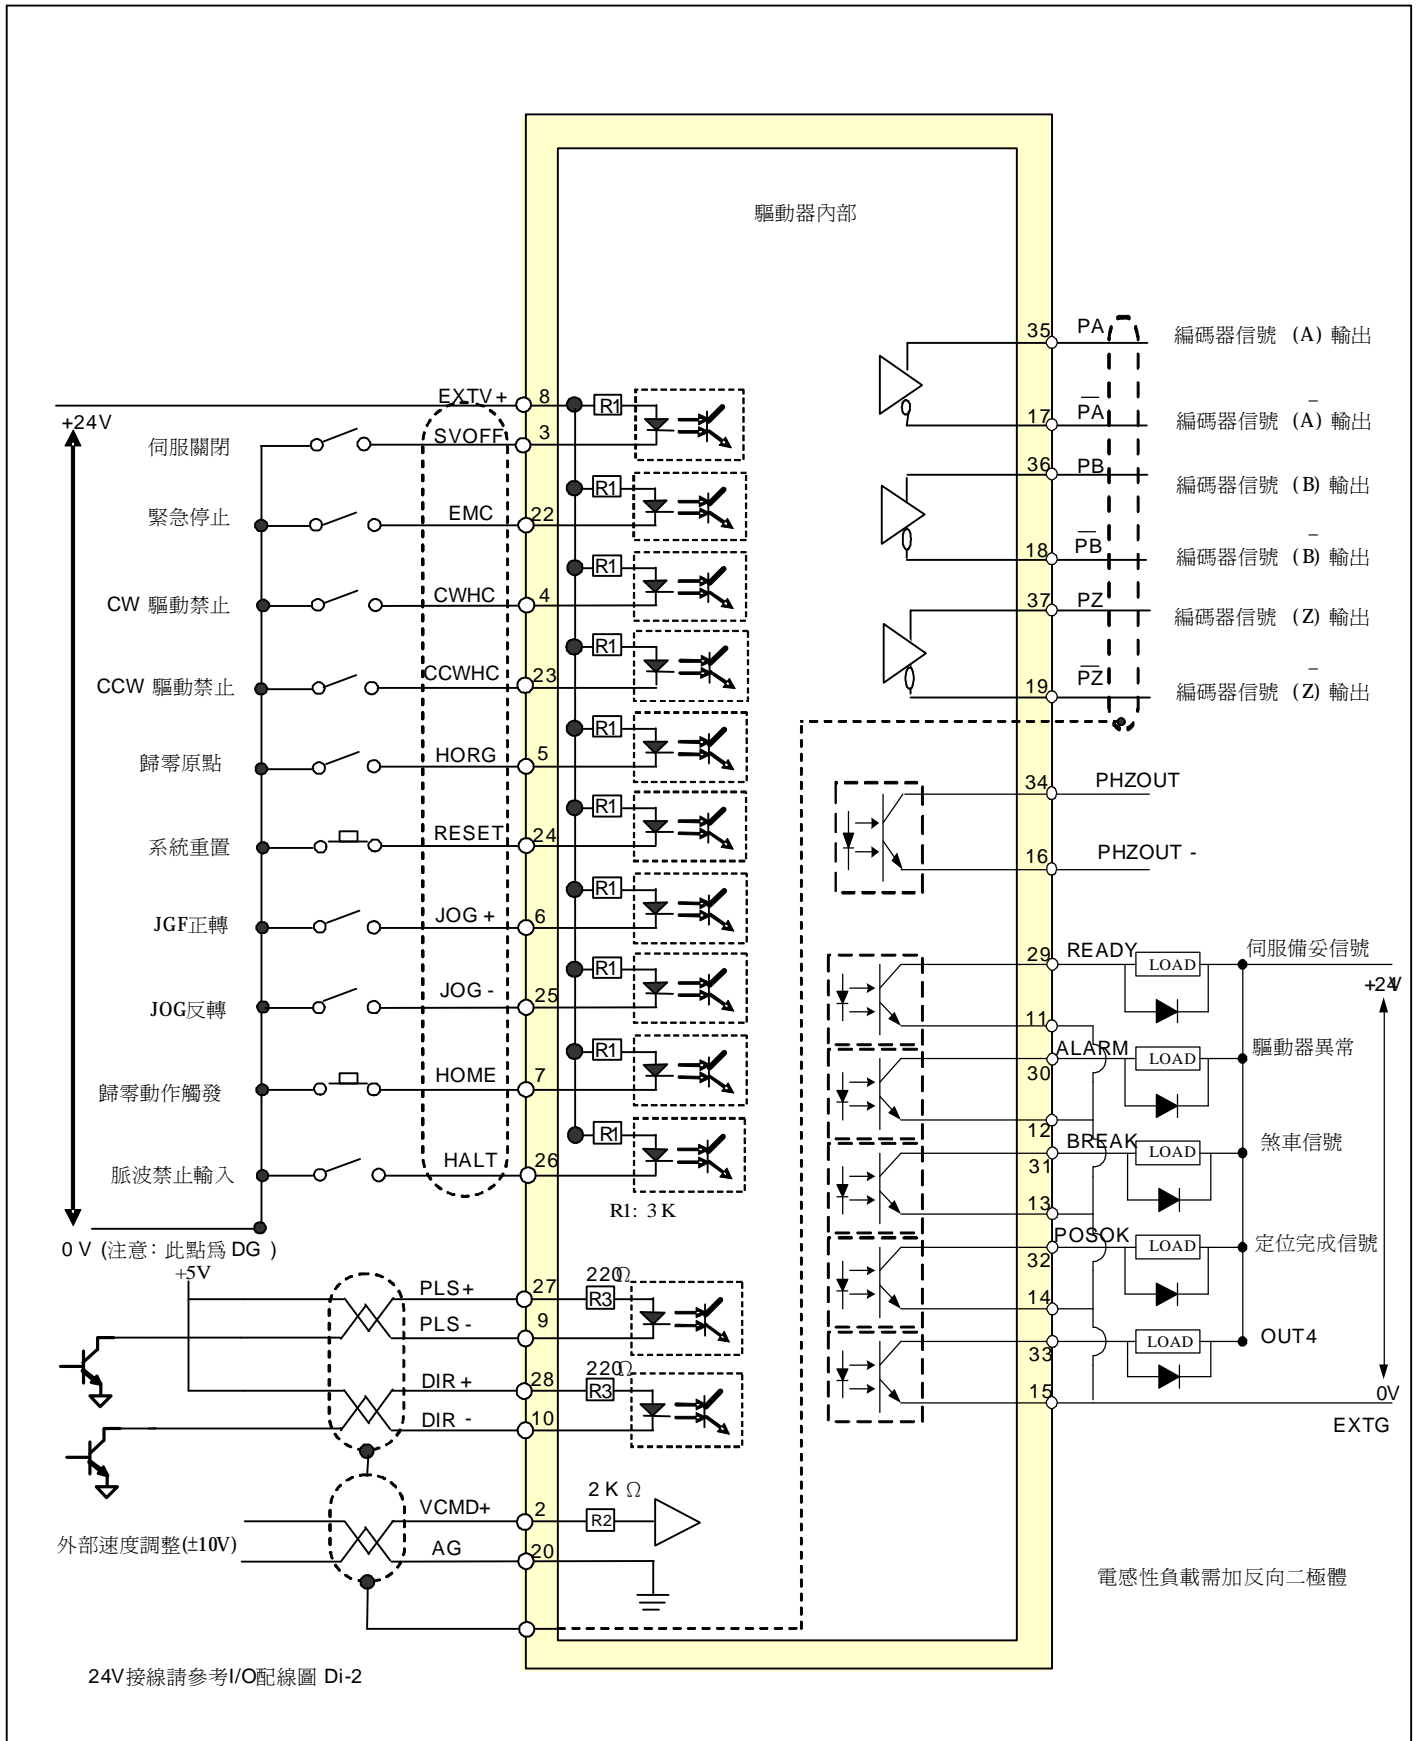 驅動器內部
35 PA 編碼器信號 (A) 輸出
17 P̅A̅ 編碼器信號 (A̅) 輸出
36 PB 編碼器信號 (B) 輸出
18 P̅B̅ 編碼器信號 (B̅) 輸出
37 PZ 編碼器信號 (Z) 輸出
19 P̅Z̅ 編碼器信號 (Z̅) 輸出
34 PHZOUT
16 PHZOUT -
+24V
EXTV+ 8 R1
伺服關閉 SVOFF 3
R1
緊急停止 EMC 22
R1
CW 驅動禁止 CWHC 4
R1
CCW 驅動禁止 CCWHC 23
R1
歸零原點 HORG 5
R1
系統重置 RESET 24
R1
JGF正轉 JOG + 6
R1
JOG反轉 JOG - 25
R1
歸零動作觸發 HOME 7
R1
脈波禁止輸入 HALT 26
R1: 3 K
0 V (注意: 此點爲 DG )
29 READY LOAD 伺服備妥信號
+24V
11
ALARM LOAD 驅動器異常
30
12
BREAK LOAD 煞車信號
31
13
POSOK LOAD 定位完成信號
32
14
LOAD OUT4
33
15
0V
EXTG
+5V
PLS+ 27 220Ω R3
PLS - 9
DIR + 28 220Ω R3
DIR - 10
VCMD+ 2 2 K Ω R2
外部速度調整(±10V)
AG 20
電感性負載需加反向二極體
24V接線請參考I/O配線圖 Di-2